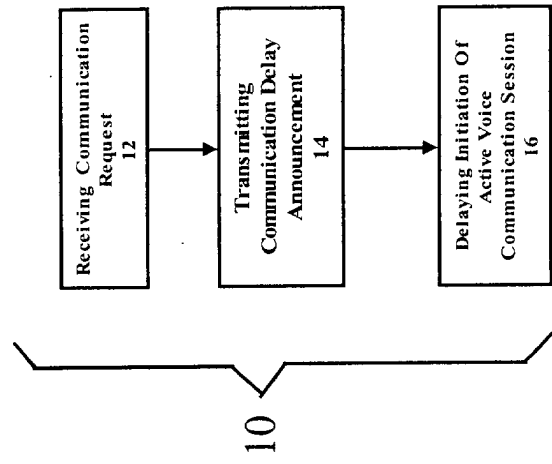 Receiving Communication
Request
12
Transmitting
Communication Delay
Announcement
14
Delaying Initiation Of
Active Voice
Communication Session
16
10